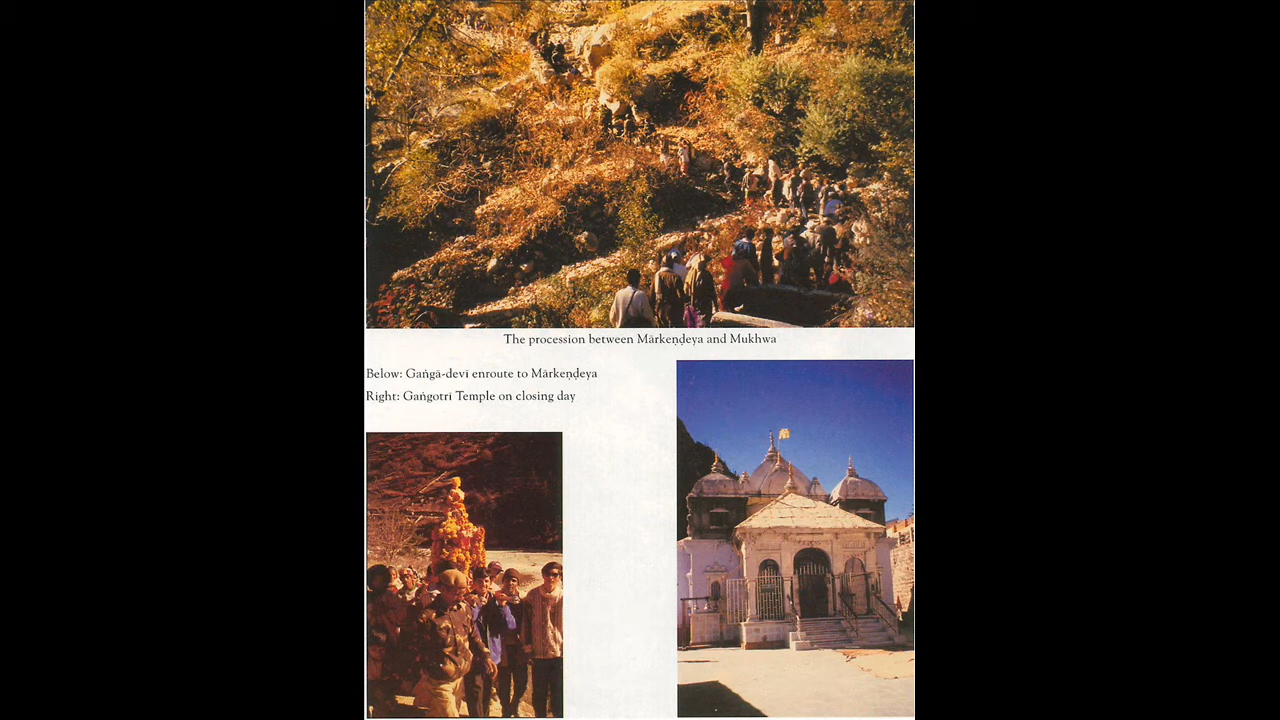 The procession between Mārkeṇḍeya and Mukhwa
Below: Gaṅgā-devī enroute to Mārkeṇḍeya
Right: Gaṅgotrī Temple on closing day